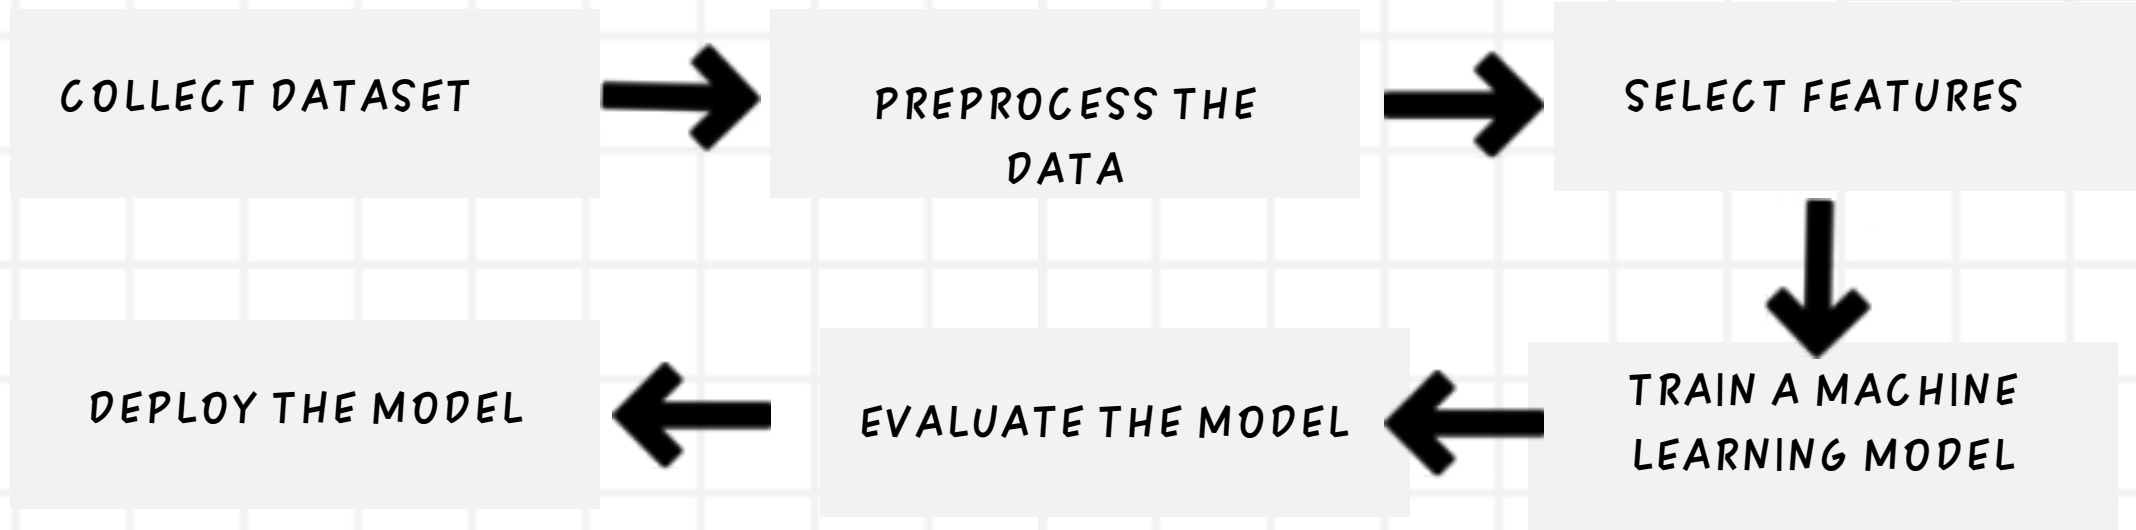 COLLECT DATASET
PREPROCESS THE
DATA
SELECT FEATURES
TRAIN A MACHINE
LEARNING MODEL
EVALUATE THE MODEL
DEPLOY THE MODEL